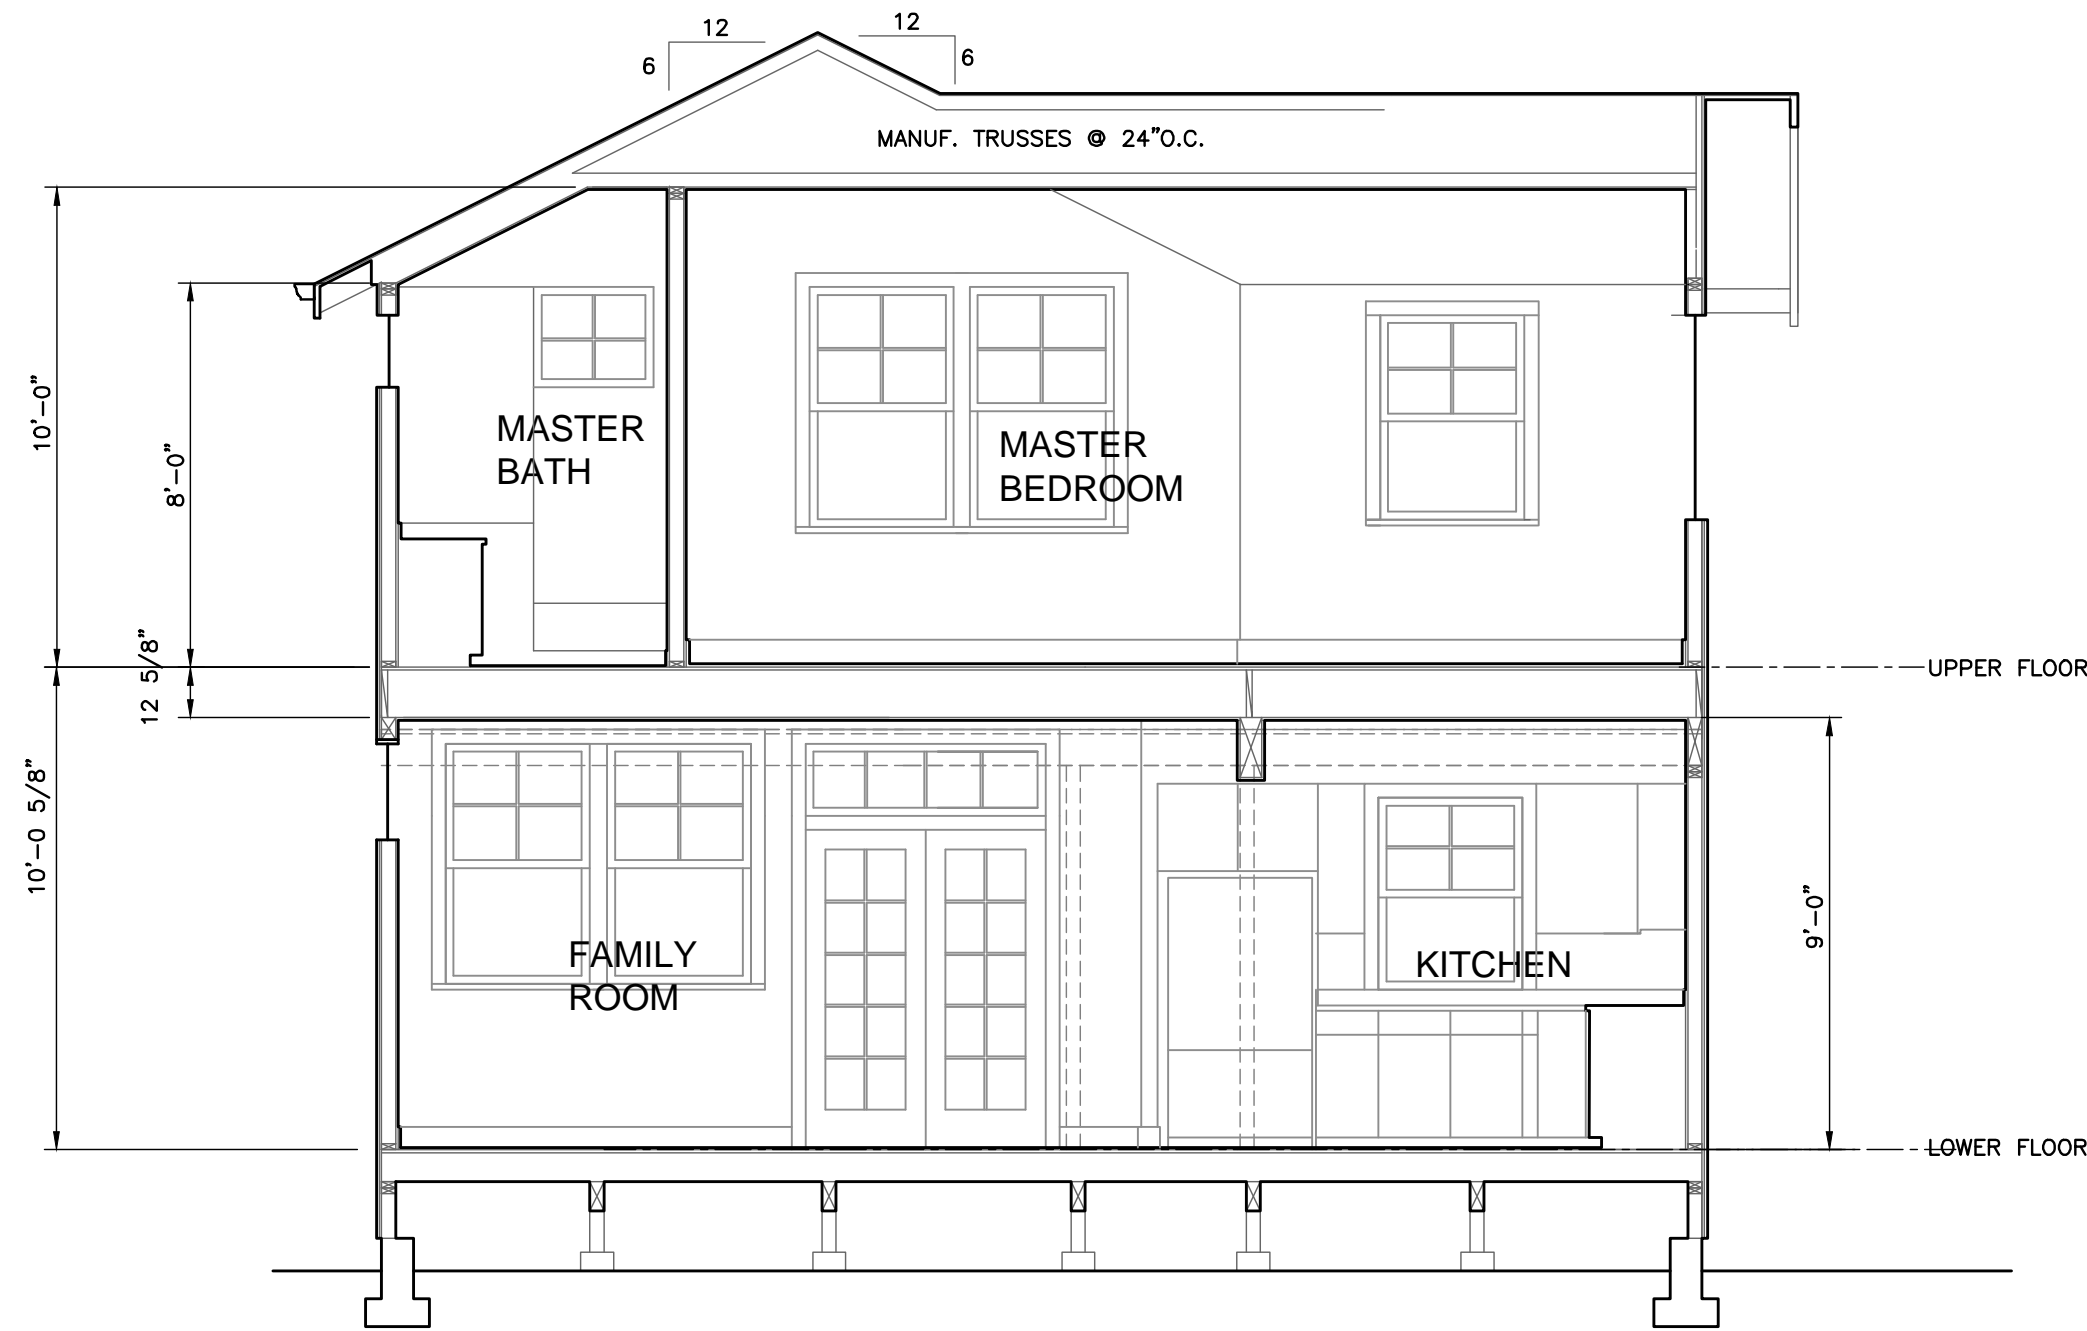 12
12
6
6
MANUF. TRUSSES @ 24"O.C.
10'-0"
8'-0"
MASTER
BATH
MASTER
BEDROOM
12 5/8"
UPPER FLOOR
10'-0 5/8"
9'-0"
FAMILY
ROOM
KITCHEN
LOWER FLOOR